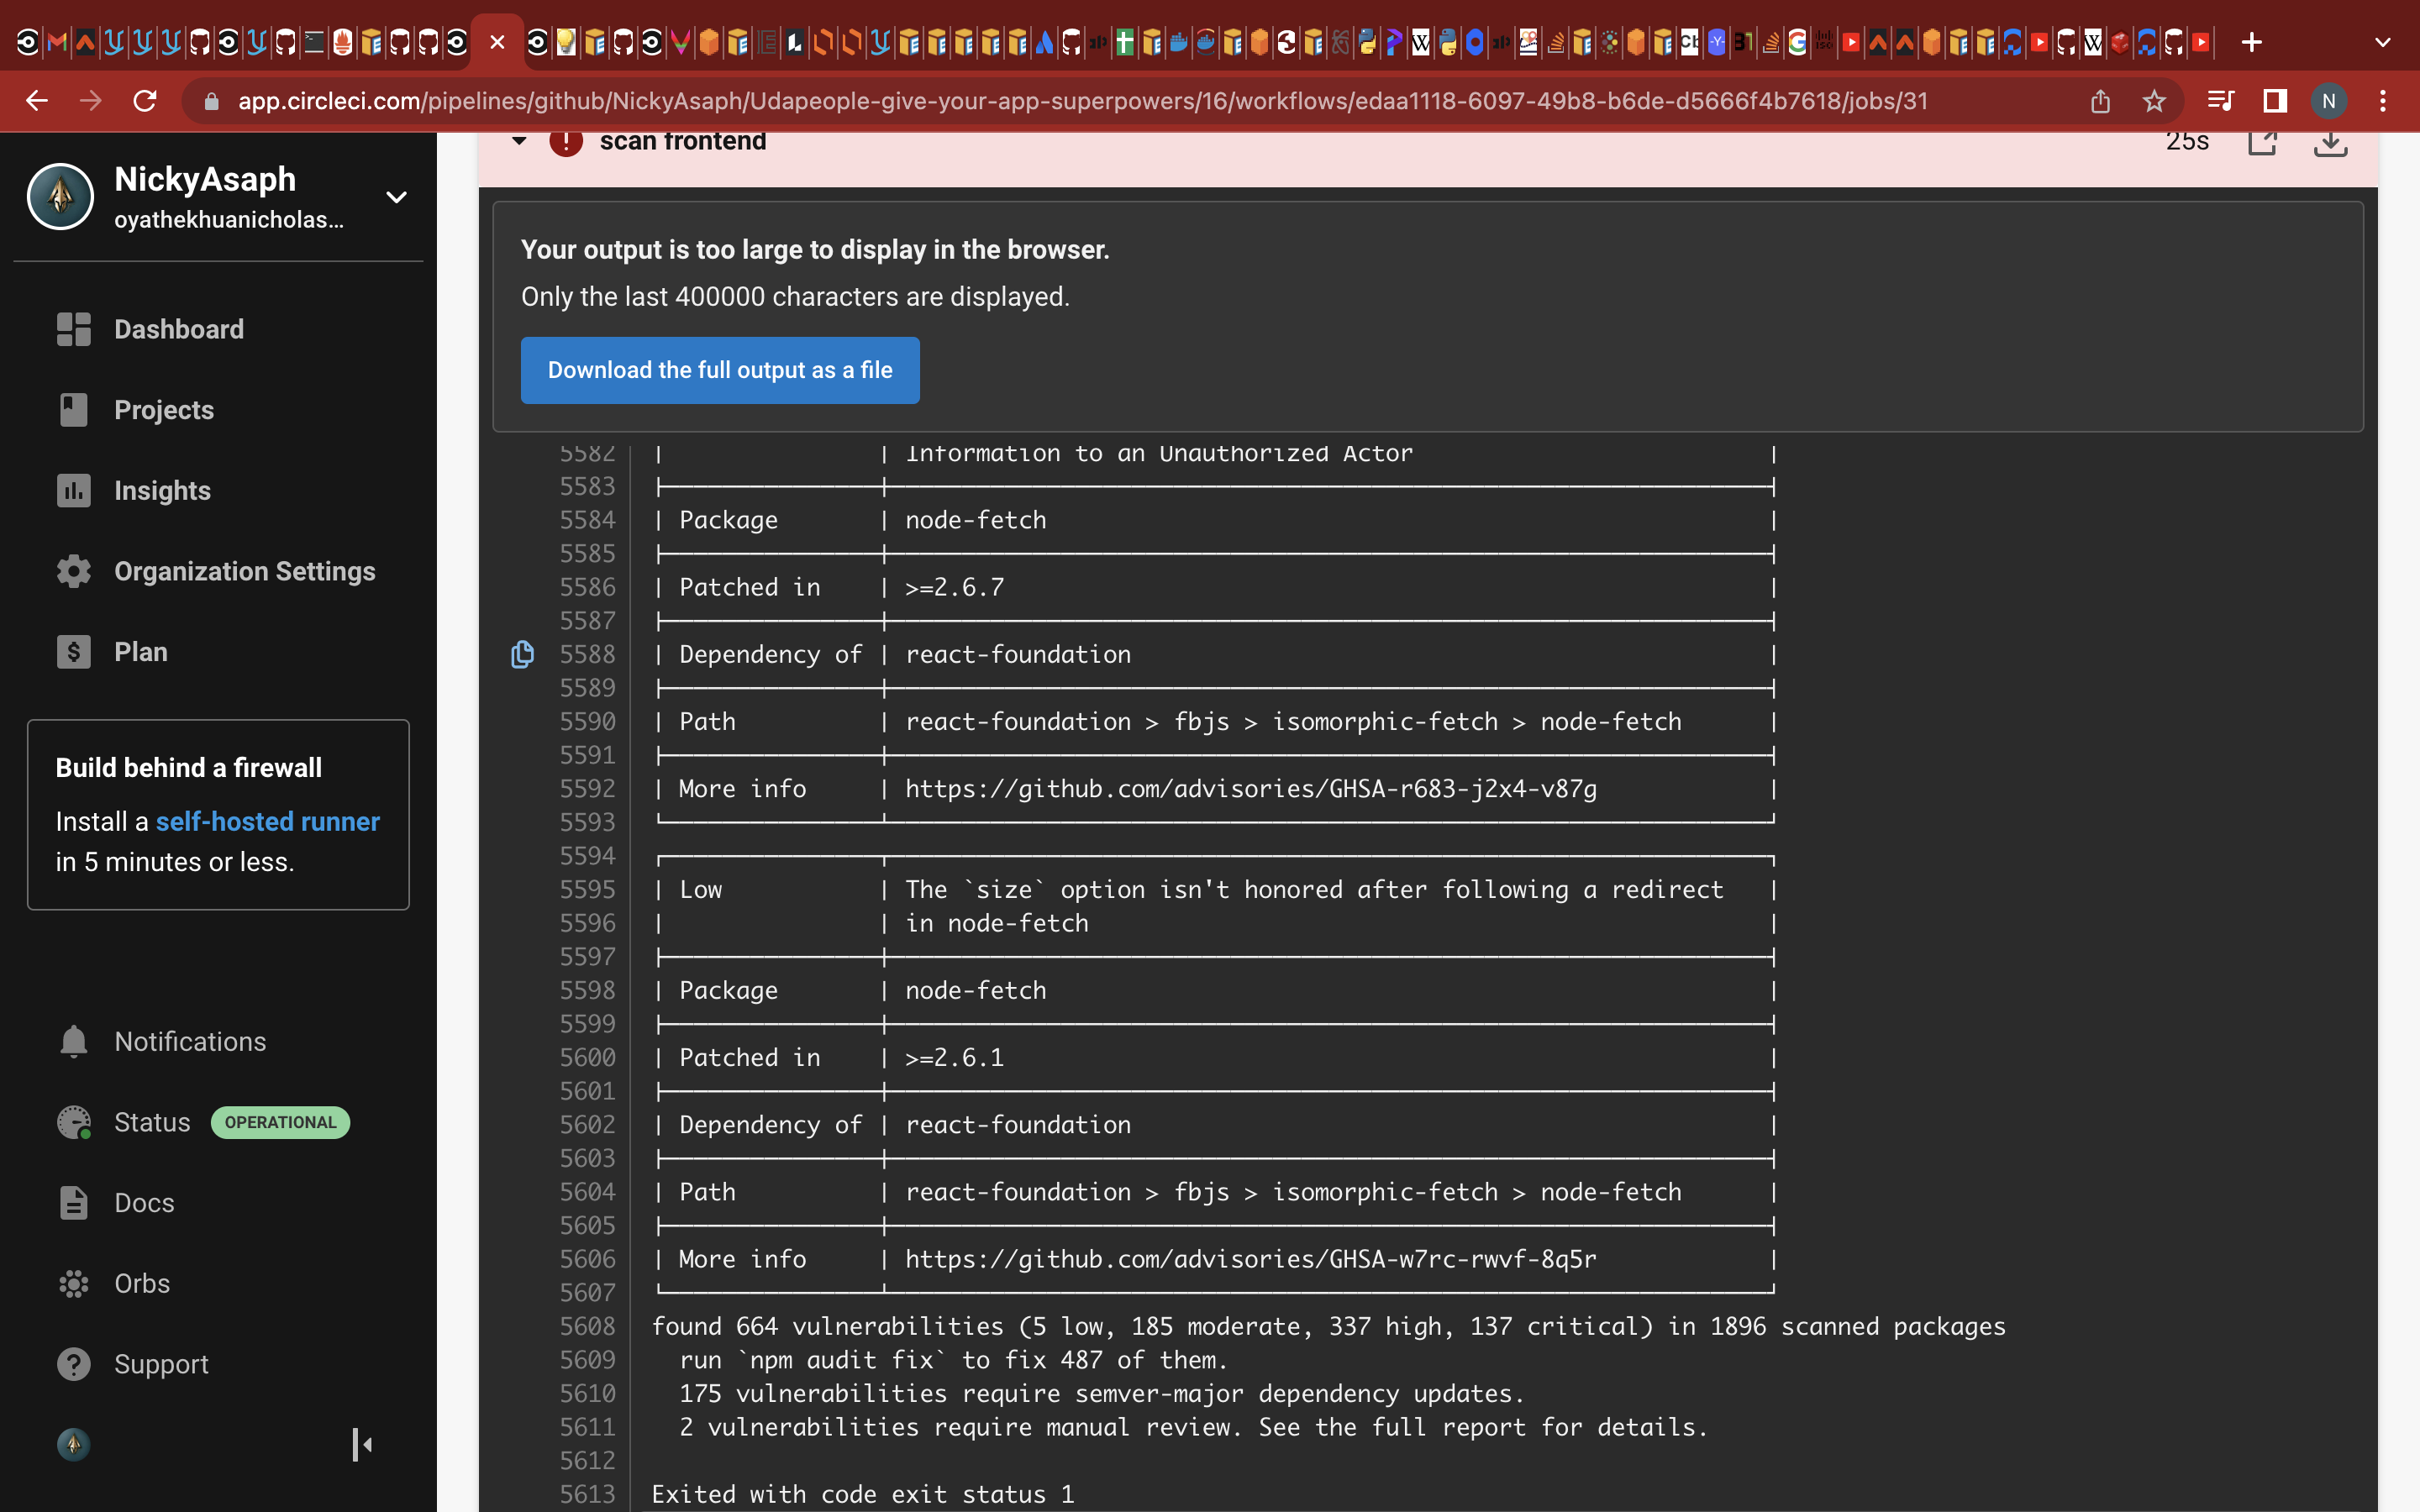 app.circleci.com/pipelines/github/NickyAsaph/Udapeople-give-your-app-superpowers/16/workflows/edaa1118-6097-49b8-b6de-d5666f4b7618/jobs/31
N
NickyAsaph
oyathekhuanicholas...
Dashboard
Projects
Insights
Organization Settings
Plan
Build behind a firewall
Install a self-hosted runner
in 5 minutes or less.
Notifications
Status OPERATIONAL
Docs
Orbs
Support
scan frontend 25s
Your output is too large to display in the browser.
Only the last 400000 characters are displayed.
Download the full output as a file
5582 | | Information to an Unauthorized Actor |
5583
5584 | Package | node-fetch |
5585
5586 | Patched in | >=2.6.7 |
5587
5588 | Dependency of | react-foundation |
5589
5590 | Path | react-foundation > fbjs > isomorphic-fetch > node-fetch |
5591
5592 | More info | https://github.com/advisories/GHSA-r683-j2x4-v87g |
5593
5594
5595 | Low | The `size` option isn't honored after following a redirect |
5596 | | in node-fetch |
5597
5598 | Package | node-fetch |
5599
5600 | Patched in | >=2.6.1 |
5601
5602 | Dependency of | react-foundation |
5603
5604 | Path | react-foundation > fbjs > isomorphic-fetch > node-fetch |
5605
5606 | More info | https://github.com/advisories/GHSA-w7rc-rwvf-8q5r |
5607
5608 found 664 vulnerabilities (5 low, 185 moderate, 337 high, 137 critical) in 1896 scanned packages
5609 run `npm audit fix` to fix 487 of them.
5610 175 vulnerabilities require semver-major dependency updates.
5611 2 vulnerabilities require manual review. See the full report for details.
5612
5613 Exited with code exit status 1